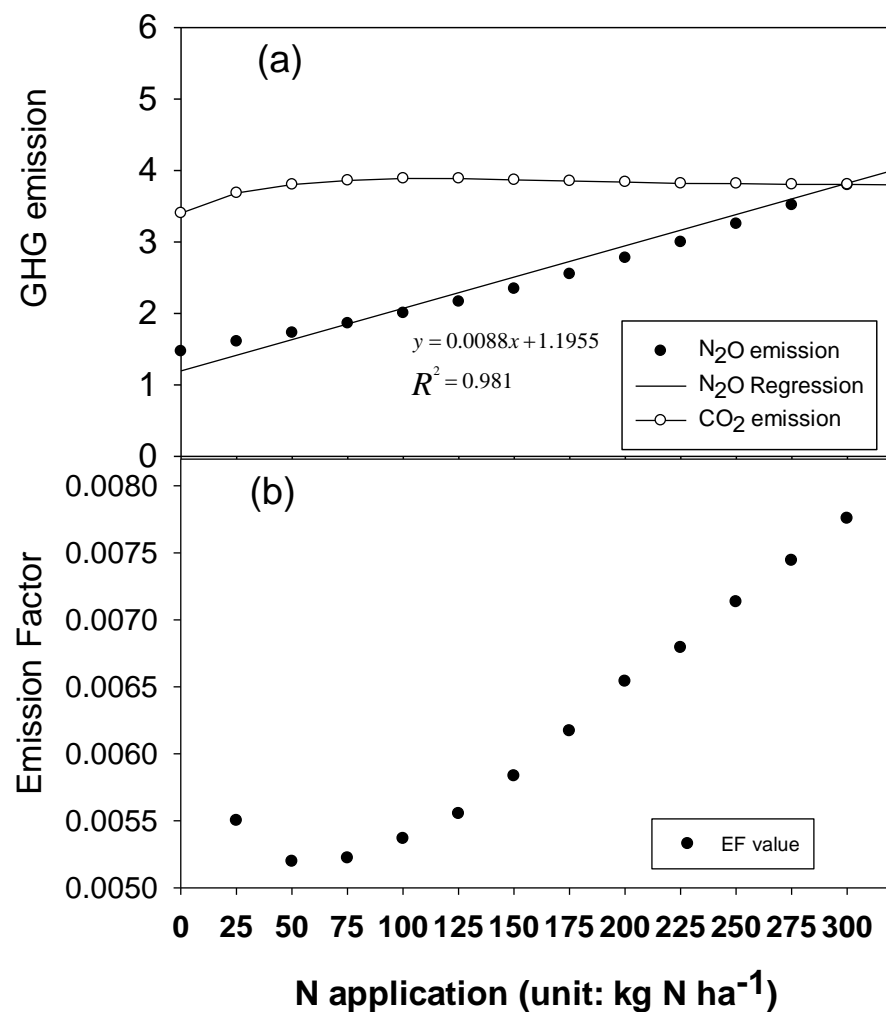 (a)
GHG emission
6
5
4
3
2
1
0
y = 0.0088x + 1.1955
R² = 0.981
N₂O emission
N₂O Regression
CO₂ emission
(b)
Emission Factor
0.0080
0.0075
0.0070
0.0065
0.0060
0.0055
0.0050
EF value
0 25 50 75 100 125 150 175 200 225 250 275 300
N application (unit: kg N ha⁻¹)